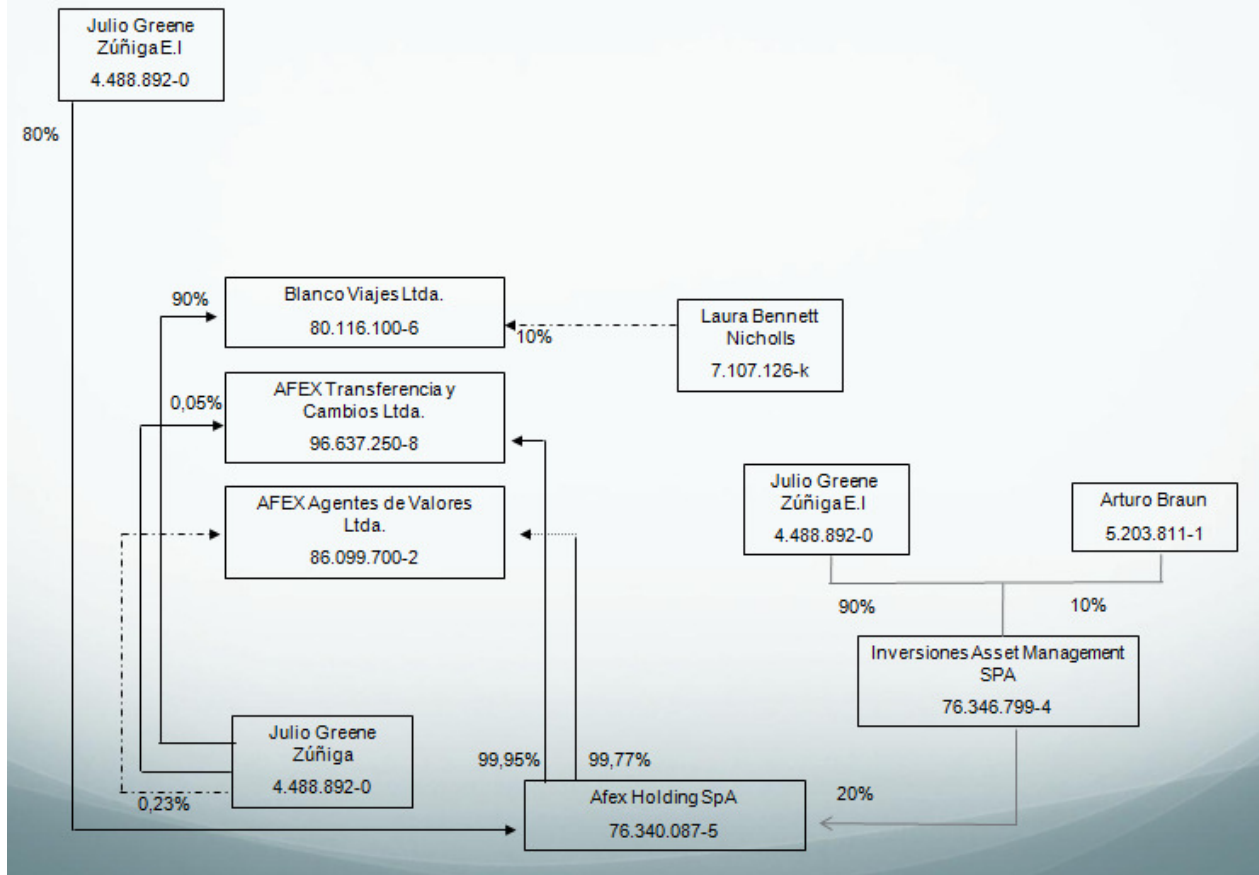 Julio Greene
Zúñiga E.I
4.488.892-0
80%
90%
Blanco Viajes Ltda.
80.116.100-6
10%
Laura Bennett
Nicholls
7.107.126-k
0,05%
AFEX Transferencia y
Cambios Ltda.
96.637.250-8
AFEX Agentes de Valores
Ltda.
86.099.700-2
Julio Greene
Zúñiga E.I
4.488.892-0
Arturo Braun
5.203.811-1
90%
10%
Inversiones Asset Management
SPA
76.346.799-4
Julio Greene
Zúñiga
4.488.892-0
0,23%
99,95%
99,77%
Afex Holding SpA
76.340.087-5
20%